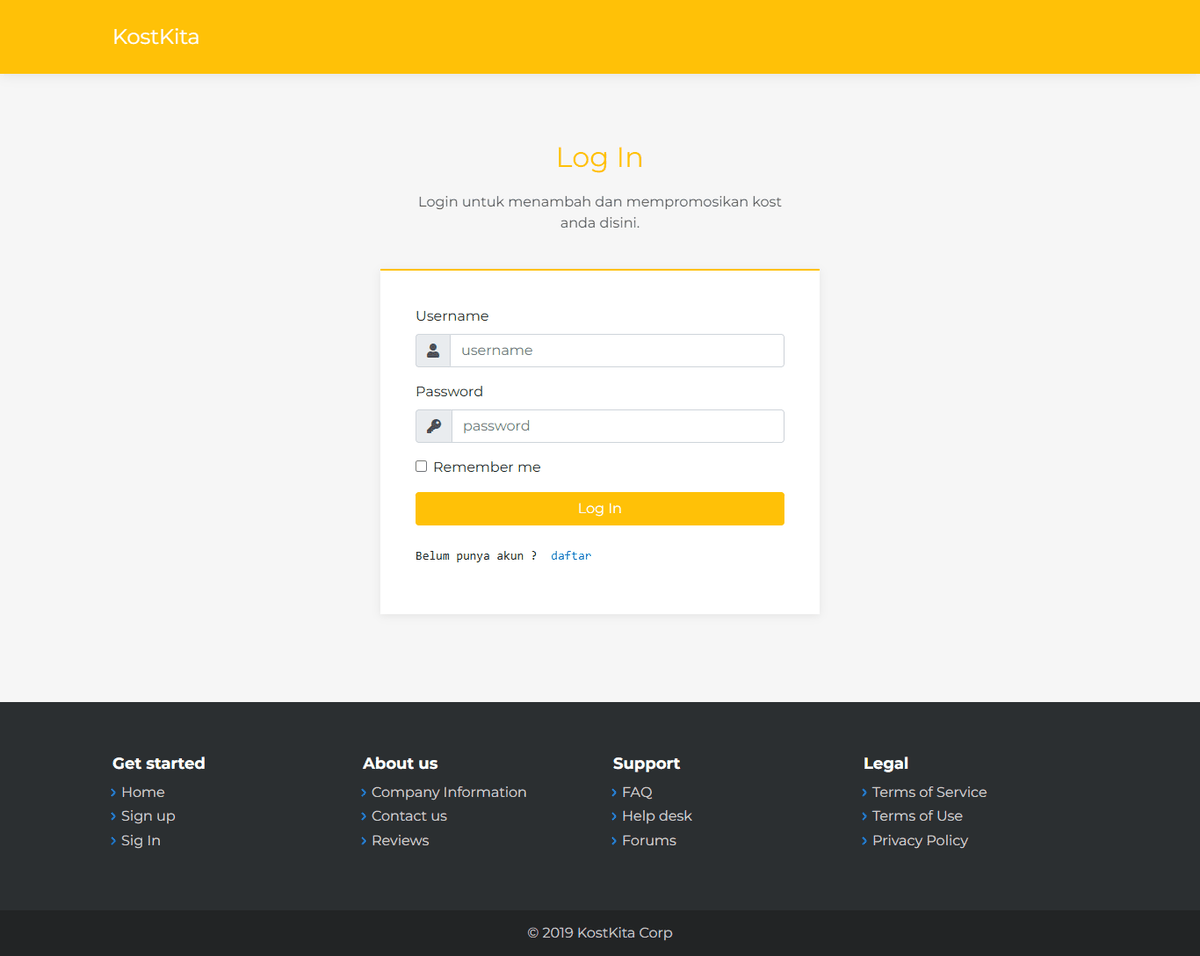 KostKita
Log In
Login untuk menambah dan mempromosikan kost
anda disini.
Username
username
Password
password
Remember me
Log In
Belum punya akun ? daftar
Get started
Home
Sign up
Sig In
About us
Company Information
Contact us
Reviews
Support
FAQ
Help desk
Forums
Legal
Terms of Service
Terms of Use
Privacy Policy
© 2019 KostKita Corp